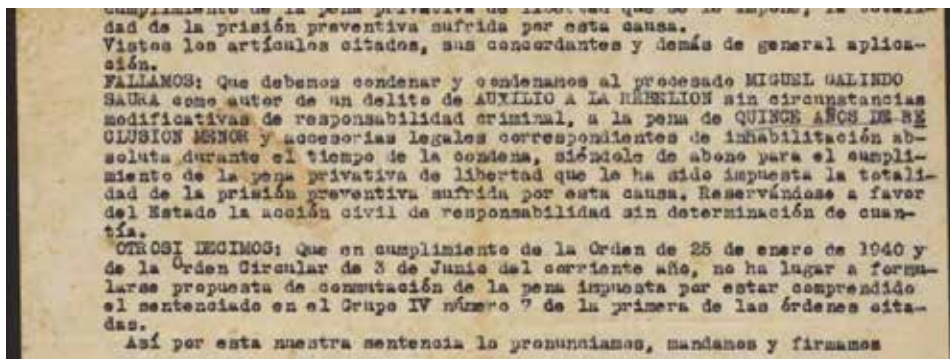 cumplimiento de la pena privativa de libertad que se le impone, la totali-
dad de la prisión preventiva sufrida por esta causa.
Vistos los artículos citados, sus concordantes y demás de general aplica-
ción.
FALLAMOS: Que debemos condenar y condenamos al procesado MIGUEL GALINDO
SAURA como autor de un delito de AUXILIO A LA REBELION sin circunstancias
modificativas de responsabilidad criminal, a la pena de QUINCE AÑOS DE RE
CLUSION MENOR y accesorias legales correspondientes de inhabilitación ab-
soluta durante el tiempo de la condena, siéndole de abono para el cumpli-
miento de la pena privativa de libertad que le ha sido impuesta la totali-
dad de la prisión preventiva sufrida por esta causa. Reservándose a favor
del Estado la acción civil de responsabilidad sin determinación de cuan-
tía.
OTROSI DECIMOS: Que en cumplimiento de la Orden de 25 de enero de 1940 y
de la Orden Circular de 3 de Junio del corriente año, no ha lugar a formu-
larse propuesta de conmutación de la pena impuesta por estar comprendido
el sentenciado en el Grupo IV número 7 de la primera de las órdenes cita-
das.
Así por esta nuestra sentencia lo pronunciamos, mandamos y firmamos